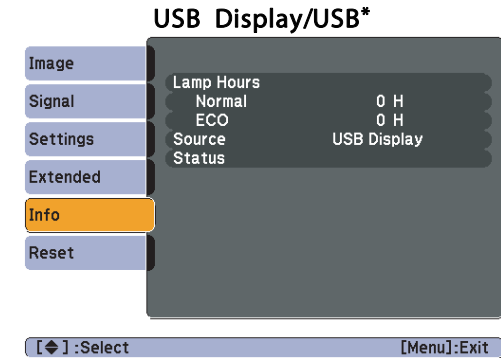 USB Display/USB*
Image
Signal
Settings
Extended
Info
Reset
Lamp Hours
Normal 0 H
ECO 0 H
Source USB Display
Status
[◆] :Select [Menu]:Exit